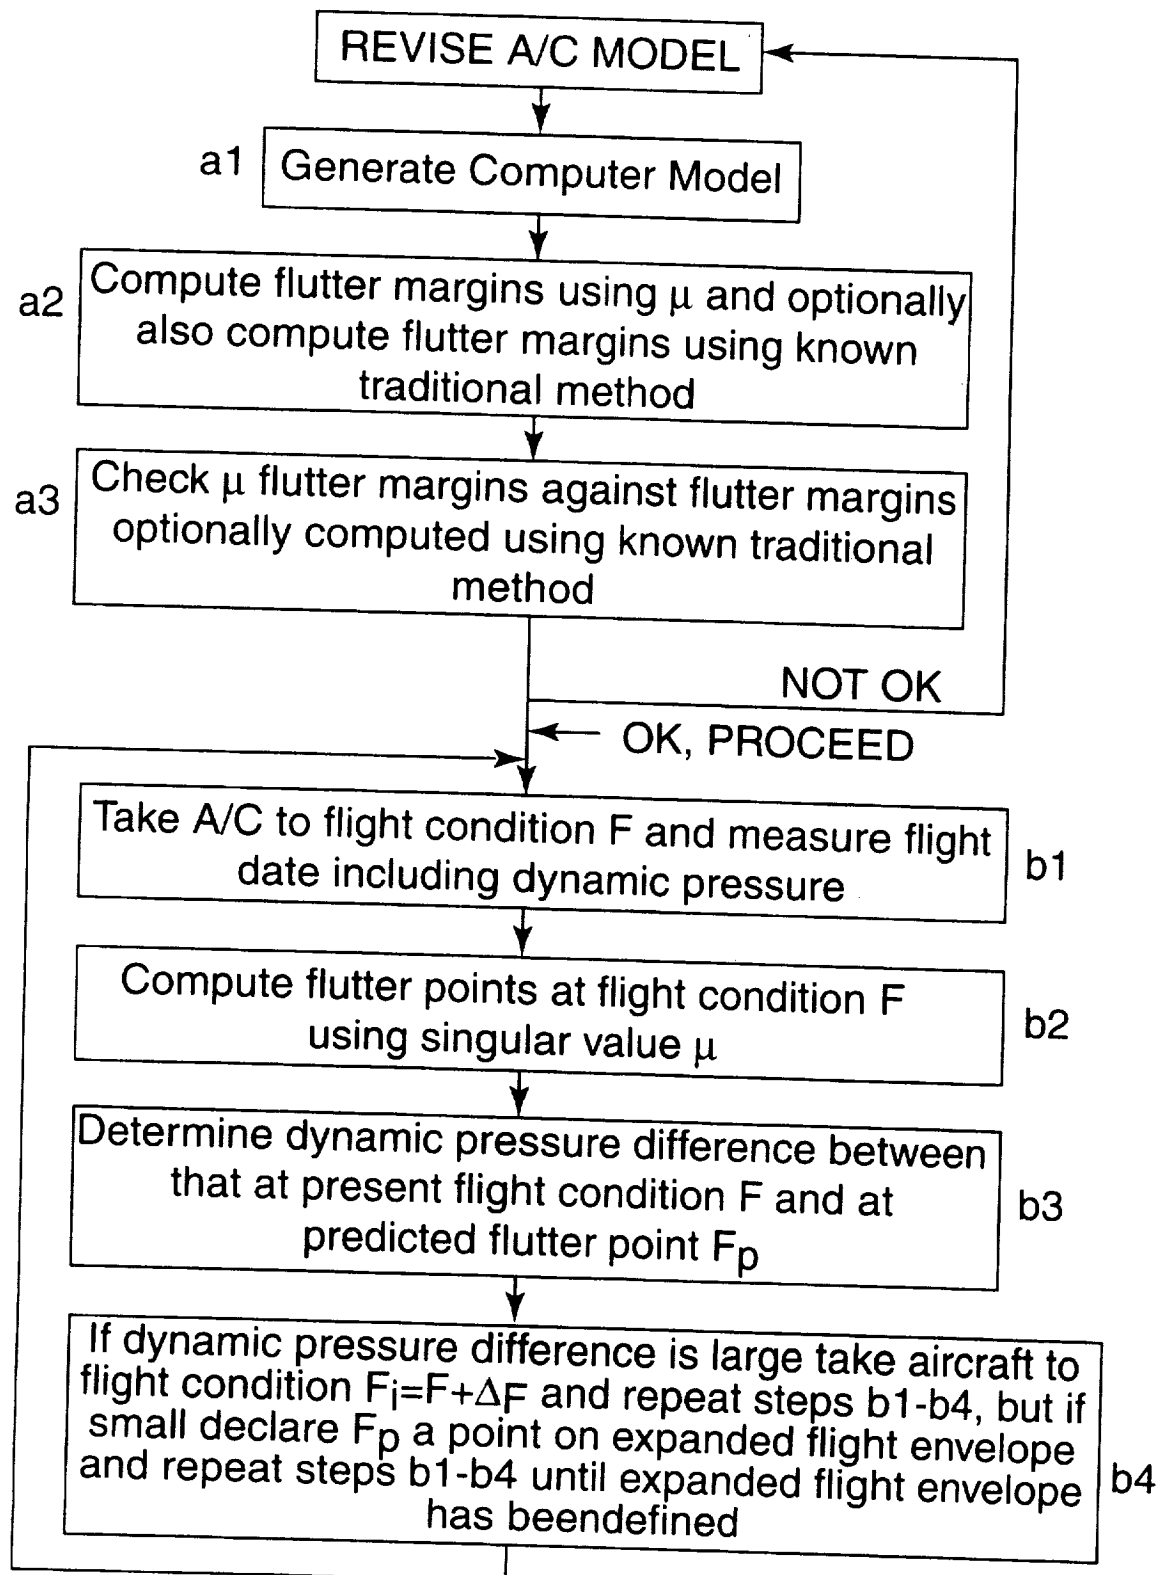 REVISE A/C MODEL
a1
Generate Computer Model
a2
Compute flutter margins using μ and optionally
also compute flutter margins using known
traditional method
a3
Check μ flutter margins against flutter margins
optionally computed using known traditional
method
NOT OK
OK, PROCEED
Take A/C to flight condition F and measure flight
date including dynamic pressure
b1
Compute flutter points at flight condition F
using singular value μ
b2
Determine dynamic pressure difference between
that at present flight condition F and at
predicted flutter point Fp
b3
If dynamic pressure difference is large take aircraft to
flight condition Fi=F+ΔF and repeat steps b1-b4, but if
small declare Fp a point on expanded flight envelope
and repeat steps b1-b4 until expanded flight envelope
has beendefined
b4